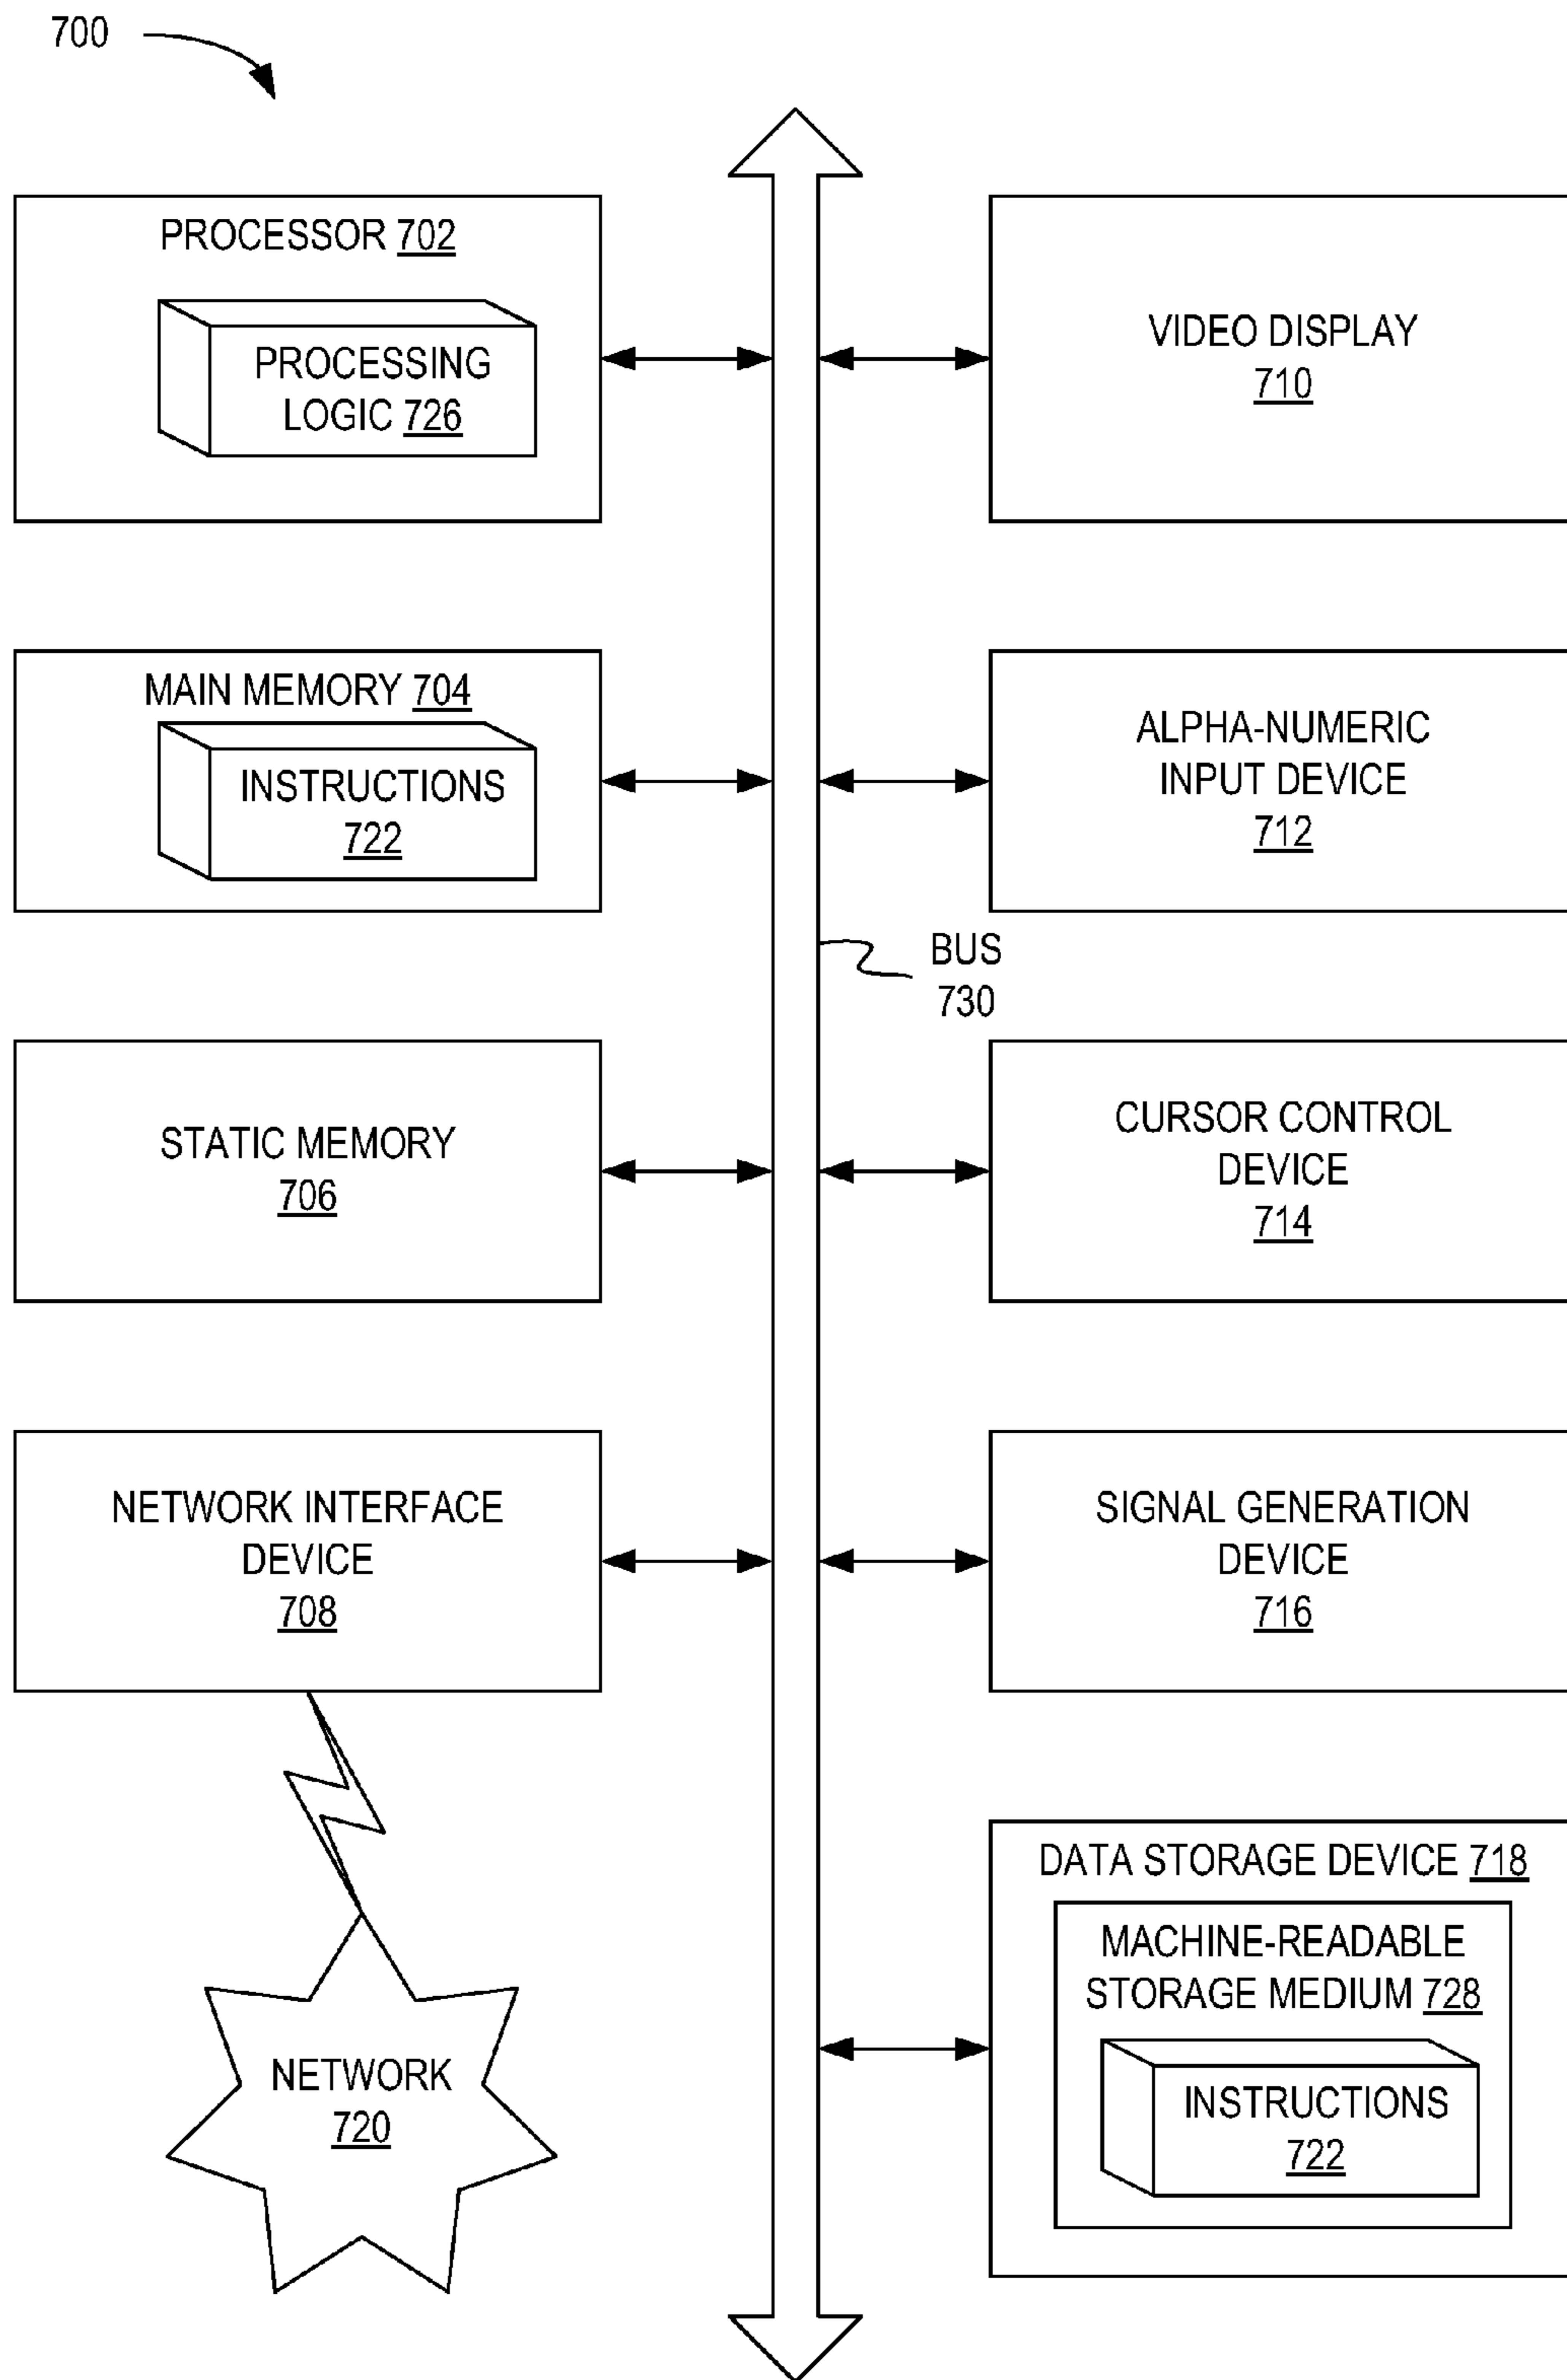 700
PROCESSOR 702
PROCESSING
LOGIC 726
VIDEO DISPLAY
710
MAIN MEMORY 704
INSTRUCTIONS
722
ALPHA-NUMERIC
INPUT DEVICE
712
BUS
730
STATIC MEMORY
706
CURSOR CONTROL
DEVICE
714
NETWORK INTERFACE
DEVICE
708
SIGNAL GENERATION
DEVICE
716
DATA STORAGE DEVICE 718
MACHINE-READABLE
STORAGE MEDIUM 728
INSTRUCTIONS
722
NETWORK
720